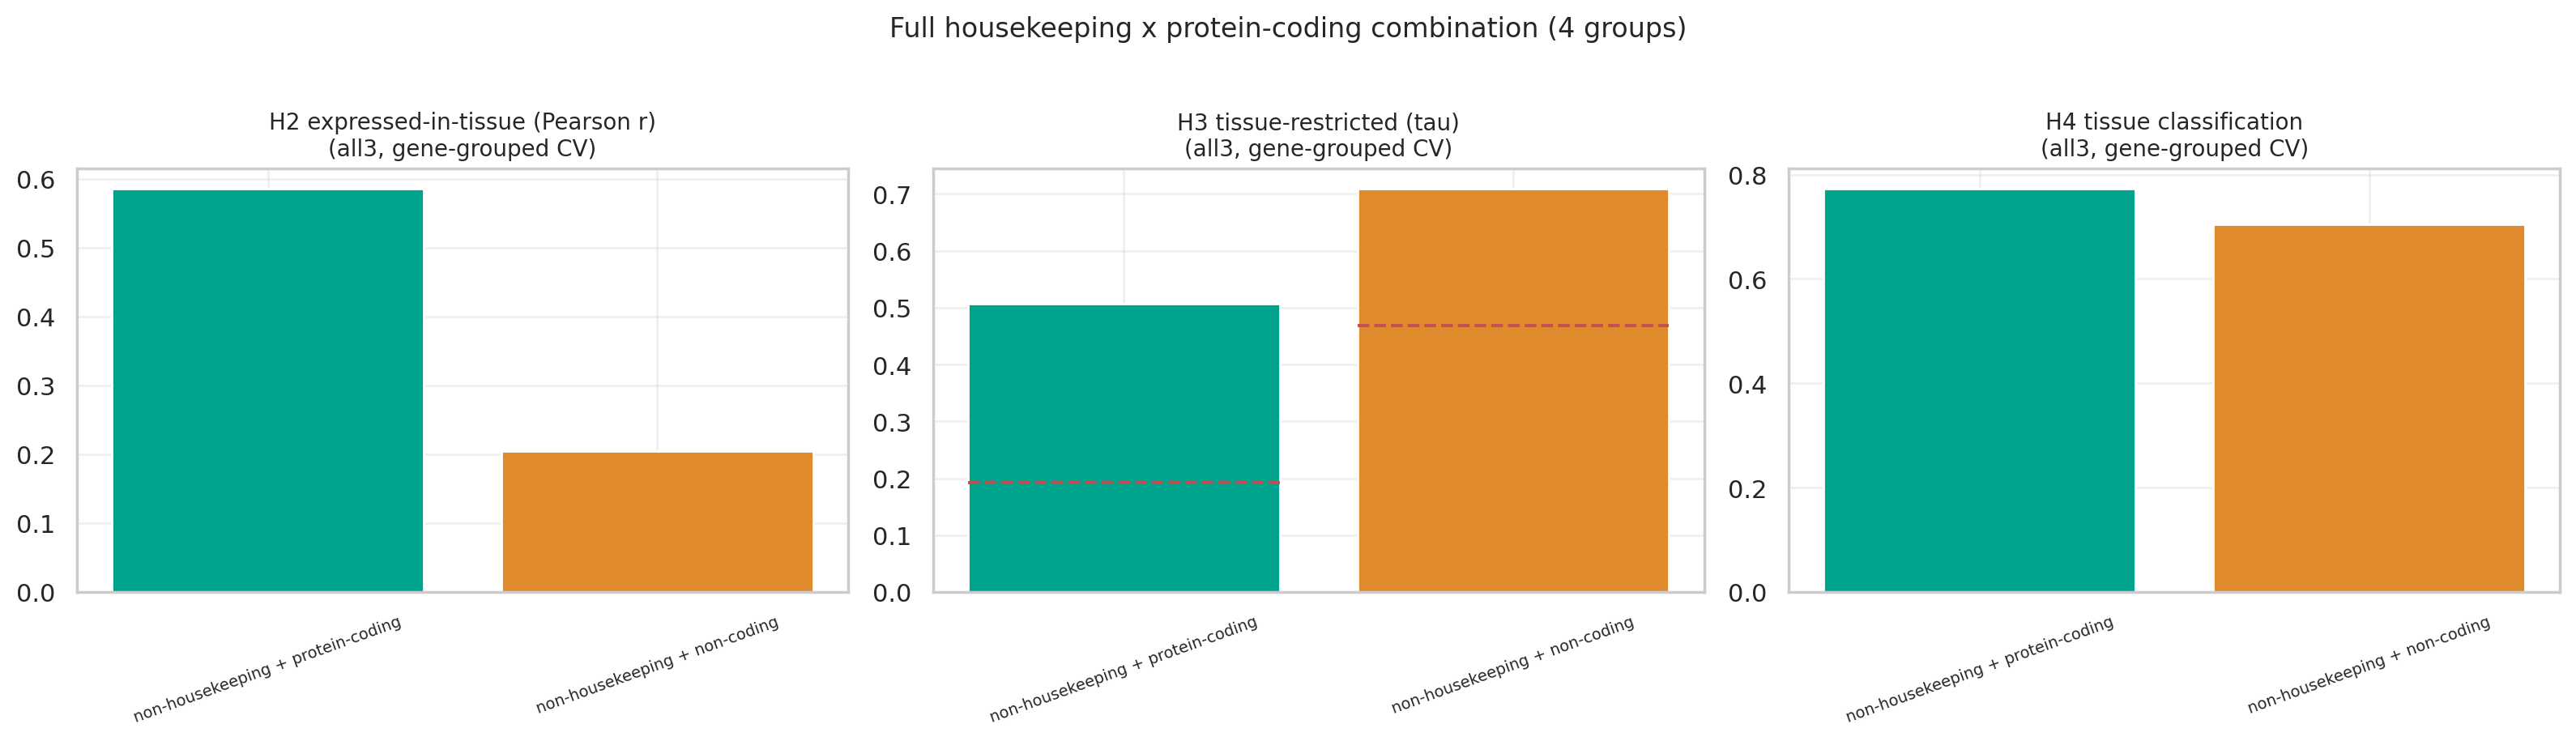 Full housekeeping x protein-coding combination (4 groups)
H2 expressed-in-tissue (Pearson r)
(all3, gene-grouped CV)
0.6
0.5
0.4
0.3
0.2
0.1
0.0
non-housekeeping + protein-coding
non-housekeeping + non-coding
H3 tissue-restricted (tau)
(all3, gene-grouped CV)
0.7
0.6
0.5
0.4
0.3
0.2
0.1
0.0
non-housekeeping + protein-coding
non-housekeeping + non-coding
H4 tissue classification
(all3, gene-grouped CV)
0.8
0.6
0.4
0.2
0.0
non-housekeeping + protein-coding
non-housekeeping + non-coding